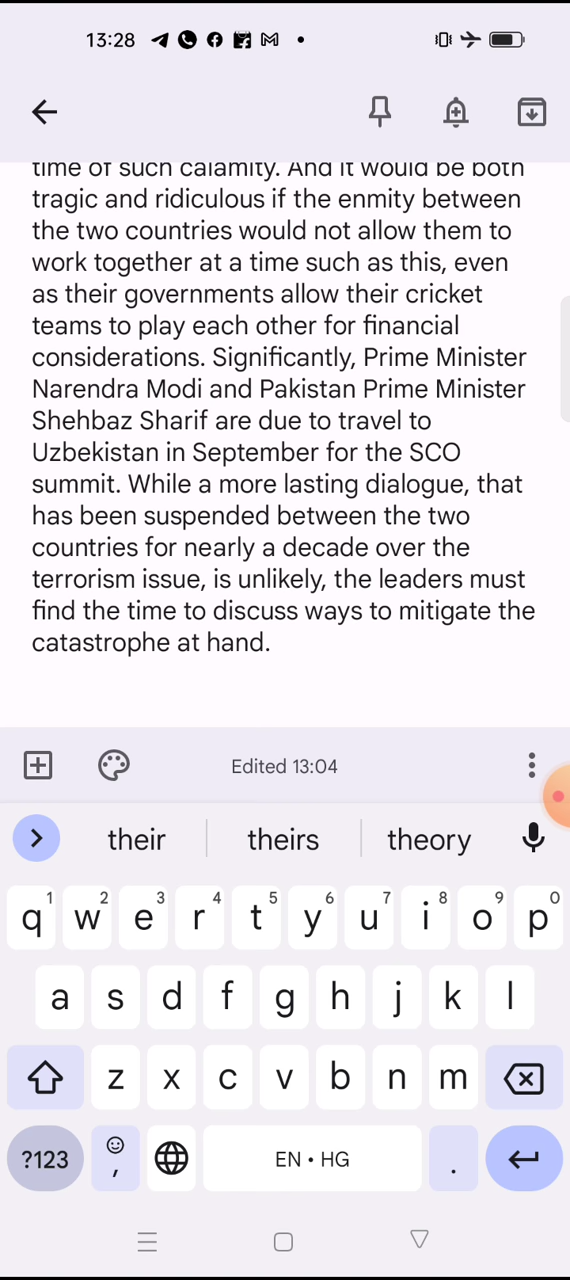 13:28
time of such calamity. And it would be both
tragic and ridiculous if the enmity between
the two countries would not allow them to
work together at a time such as this, even
as their governments allow their cricket
teams to play each other for financial
considerations. Significantly, Prime Minister
Narendra Modi and Pakistan Prime Minister
Shehbaz Sharif are due to travel to
Uzbekistan in September for the SCO
summit. While a more lasting dialogue, that
has been suspended between the two
countries for nearly a decade over the
terrorism issue, is unlikely, the leaders must
find the time to discuss ways to mitigate the
catastrophe at hand.
Edited 13:04
their theirs theory
1 2 3 4 5 6 7 8 9 0
q w e r t y u i o p
a s d f g h j k l
z x c v b n m
?123 , EN • HG .